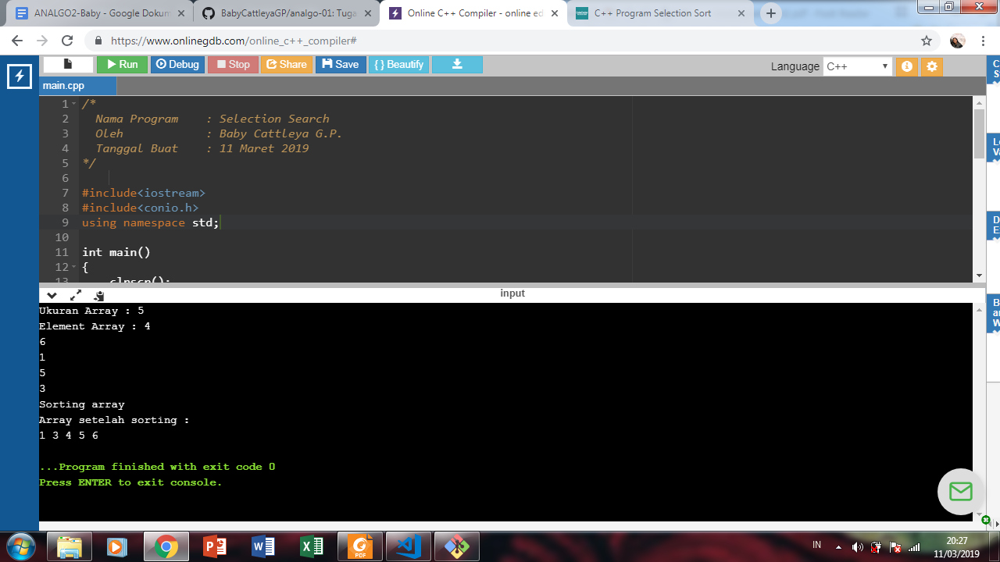 ANALGO2-Baby - Google Dokum
BabyCattleyaGP/analgo-01: Tuga
Online C++ Compiler - online ed
C++ Program Selection Sort
https://www.onlinegdb.com/online_c++_compiler#
Run
Debug
Stop
Share
Save
{ } Beautify
Language
C++
main.cpp
1 /*
2 Nama Program : Selection Search
3 Oleh : Baby Cattleya G.P.
4 Tanggal Buat : 11 Maret 2019
5 */
6
7 #include<iostream>
8 #include<conio.h>
9 using namespace std;
10
11 int main()
12 {
13 clrscr();
input
Ukuran Array : 5
Element Array : 4
6
1
5
3
Sorting array
Array setelah sorting :
1 3 4 5 6
...Program finished with exit code 0
Press ENTER to exit console.
PDF
IN
20:27
11/03/2019